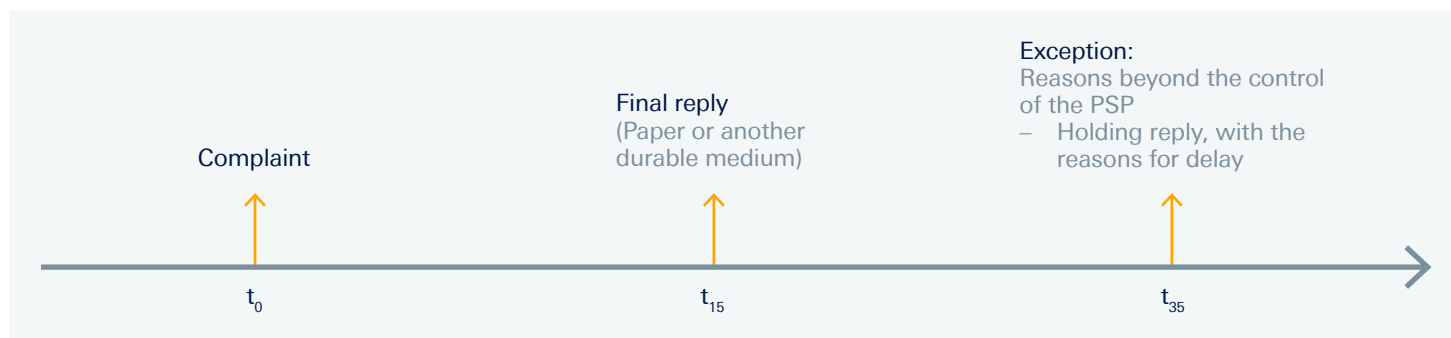 Complaint
Final reply
(Paper or another
durable medium)
Exception:
Reasons beyond the control
of the PSP
– Holding reply, with the
reasons for delay
t0
t15
t35